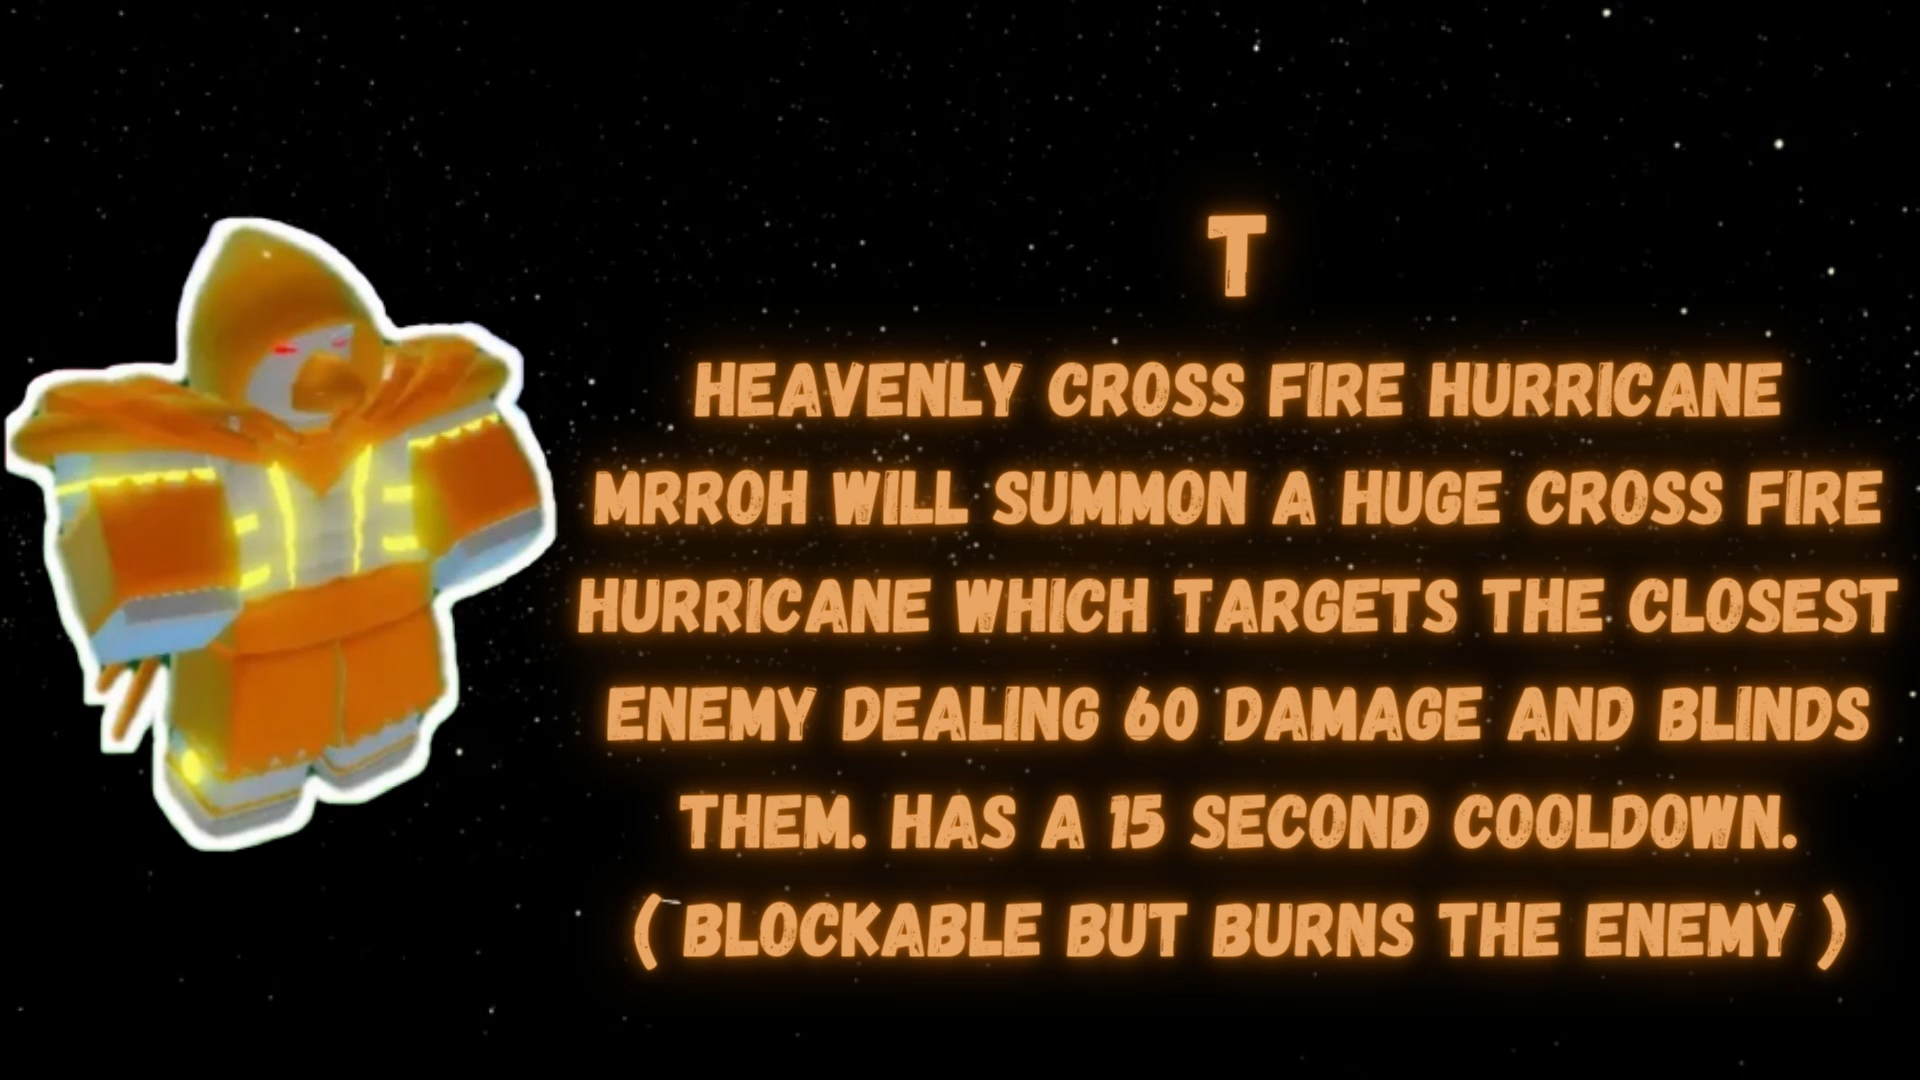 T
HEAVENLY CROSS FIRE HURRICANE
MRROH WILL SUMMON A HUGE CROSS FIRE
HURRICANE WHICH TARGETS THE CLOSEST
ENEMY DEALING 60 DAMAGE AND BLINDS
THEM. HAS A 15 SECOND COOLDOWN.
( BLOCKABLE BUT BURNS THE ENEMY )